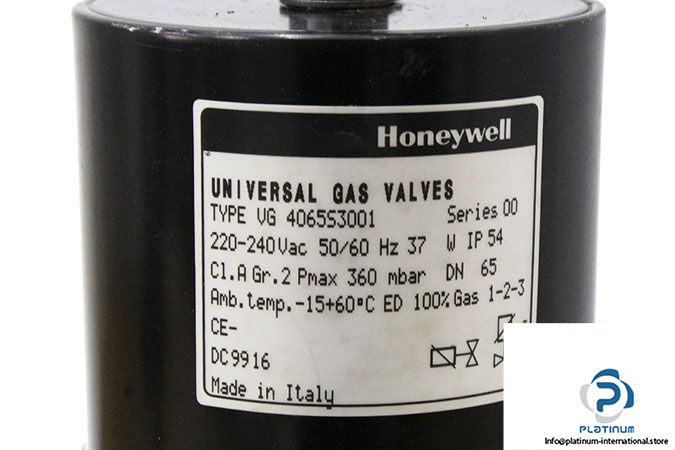 Honeywell
UNIVERSAL GAS VALVES
TYPE VG 4065S3001 Series 00
220-240Vac 50/60 Hz 37 W IP 54
Cl.A Gr.2 Pmax 360 mbar DN 65
Amb.temp.-15+60°C ED 100% Gas 1-2-3
CE-
DC9916
Made in Italy
PLATINUM
Info@platinum-international.store